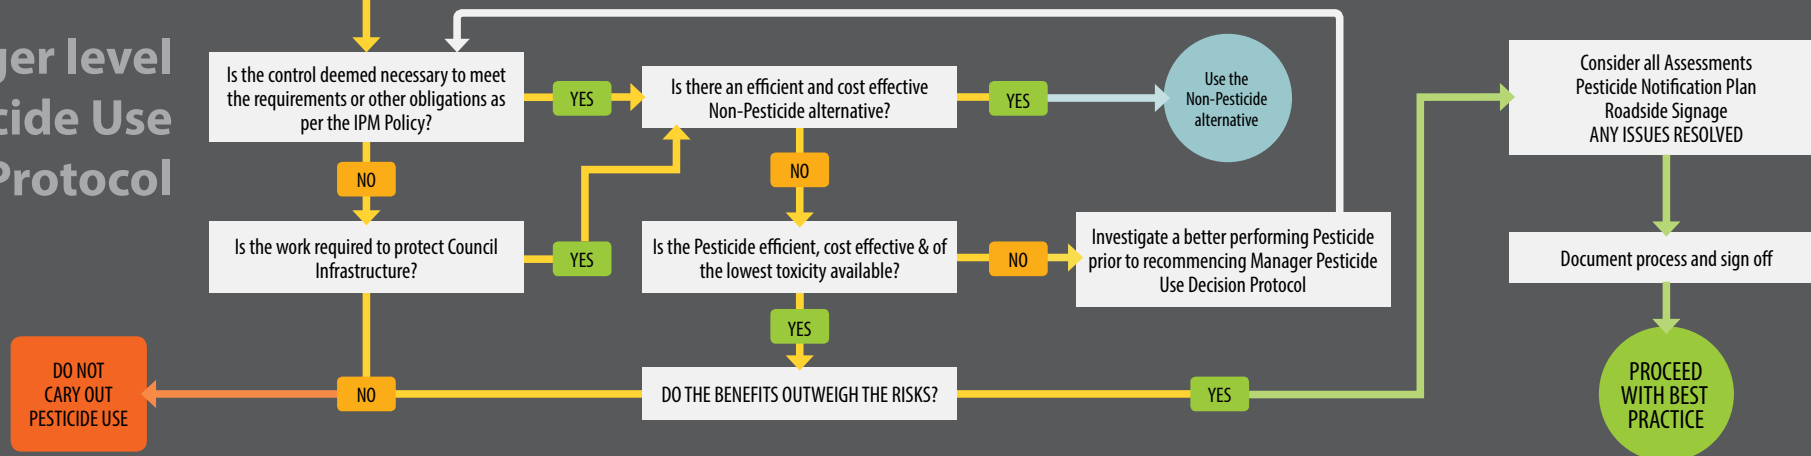 ger level
cide Use
Protocol
Is the control deemed necessary to meet
the requirements or other obligations as
per the IPM Policy?
YES
Is there an efficient and cost effective
Non-Pesticide alternative?
YES
Use the
Non-Pesticide
alternative
Consider all Assessments
Pesticide Notification Plan
Roadside Signage
ANY ISSUES RESOLVED
NO
NO
Is the work required to protect Council
Infrastructure?
YES
Is the Pesticide efficient, cost effective & of
the lowest toxicity available?
NO
Investigate a better performing Pesticide
prior to recommencing Manager Pesticide
Use Decision Protocol
Document process and sign off
YES
DO NOT
CARY OUT
PESTICIDE USE
NO
DO THE BENEFITS OUTWEIGH THE RISKS?
YES
PROCEED
WITH BEST
PRACTICE